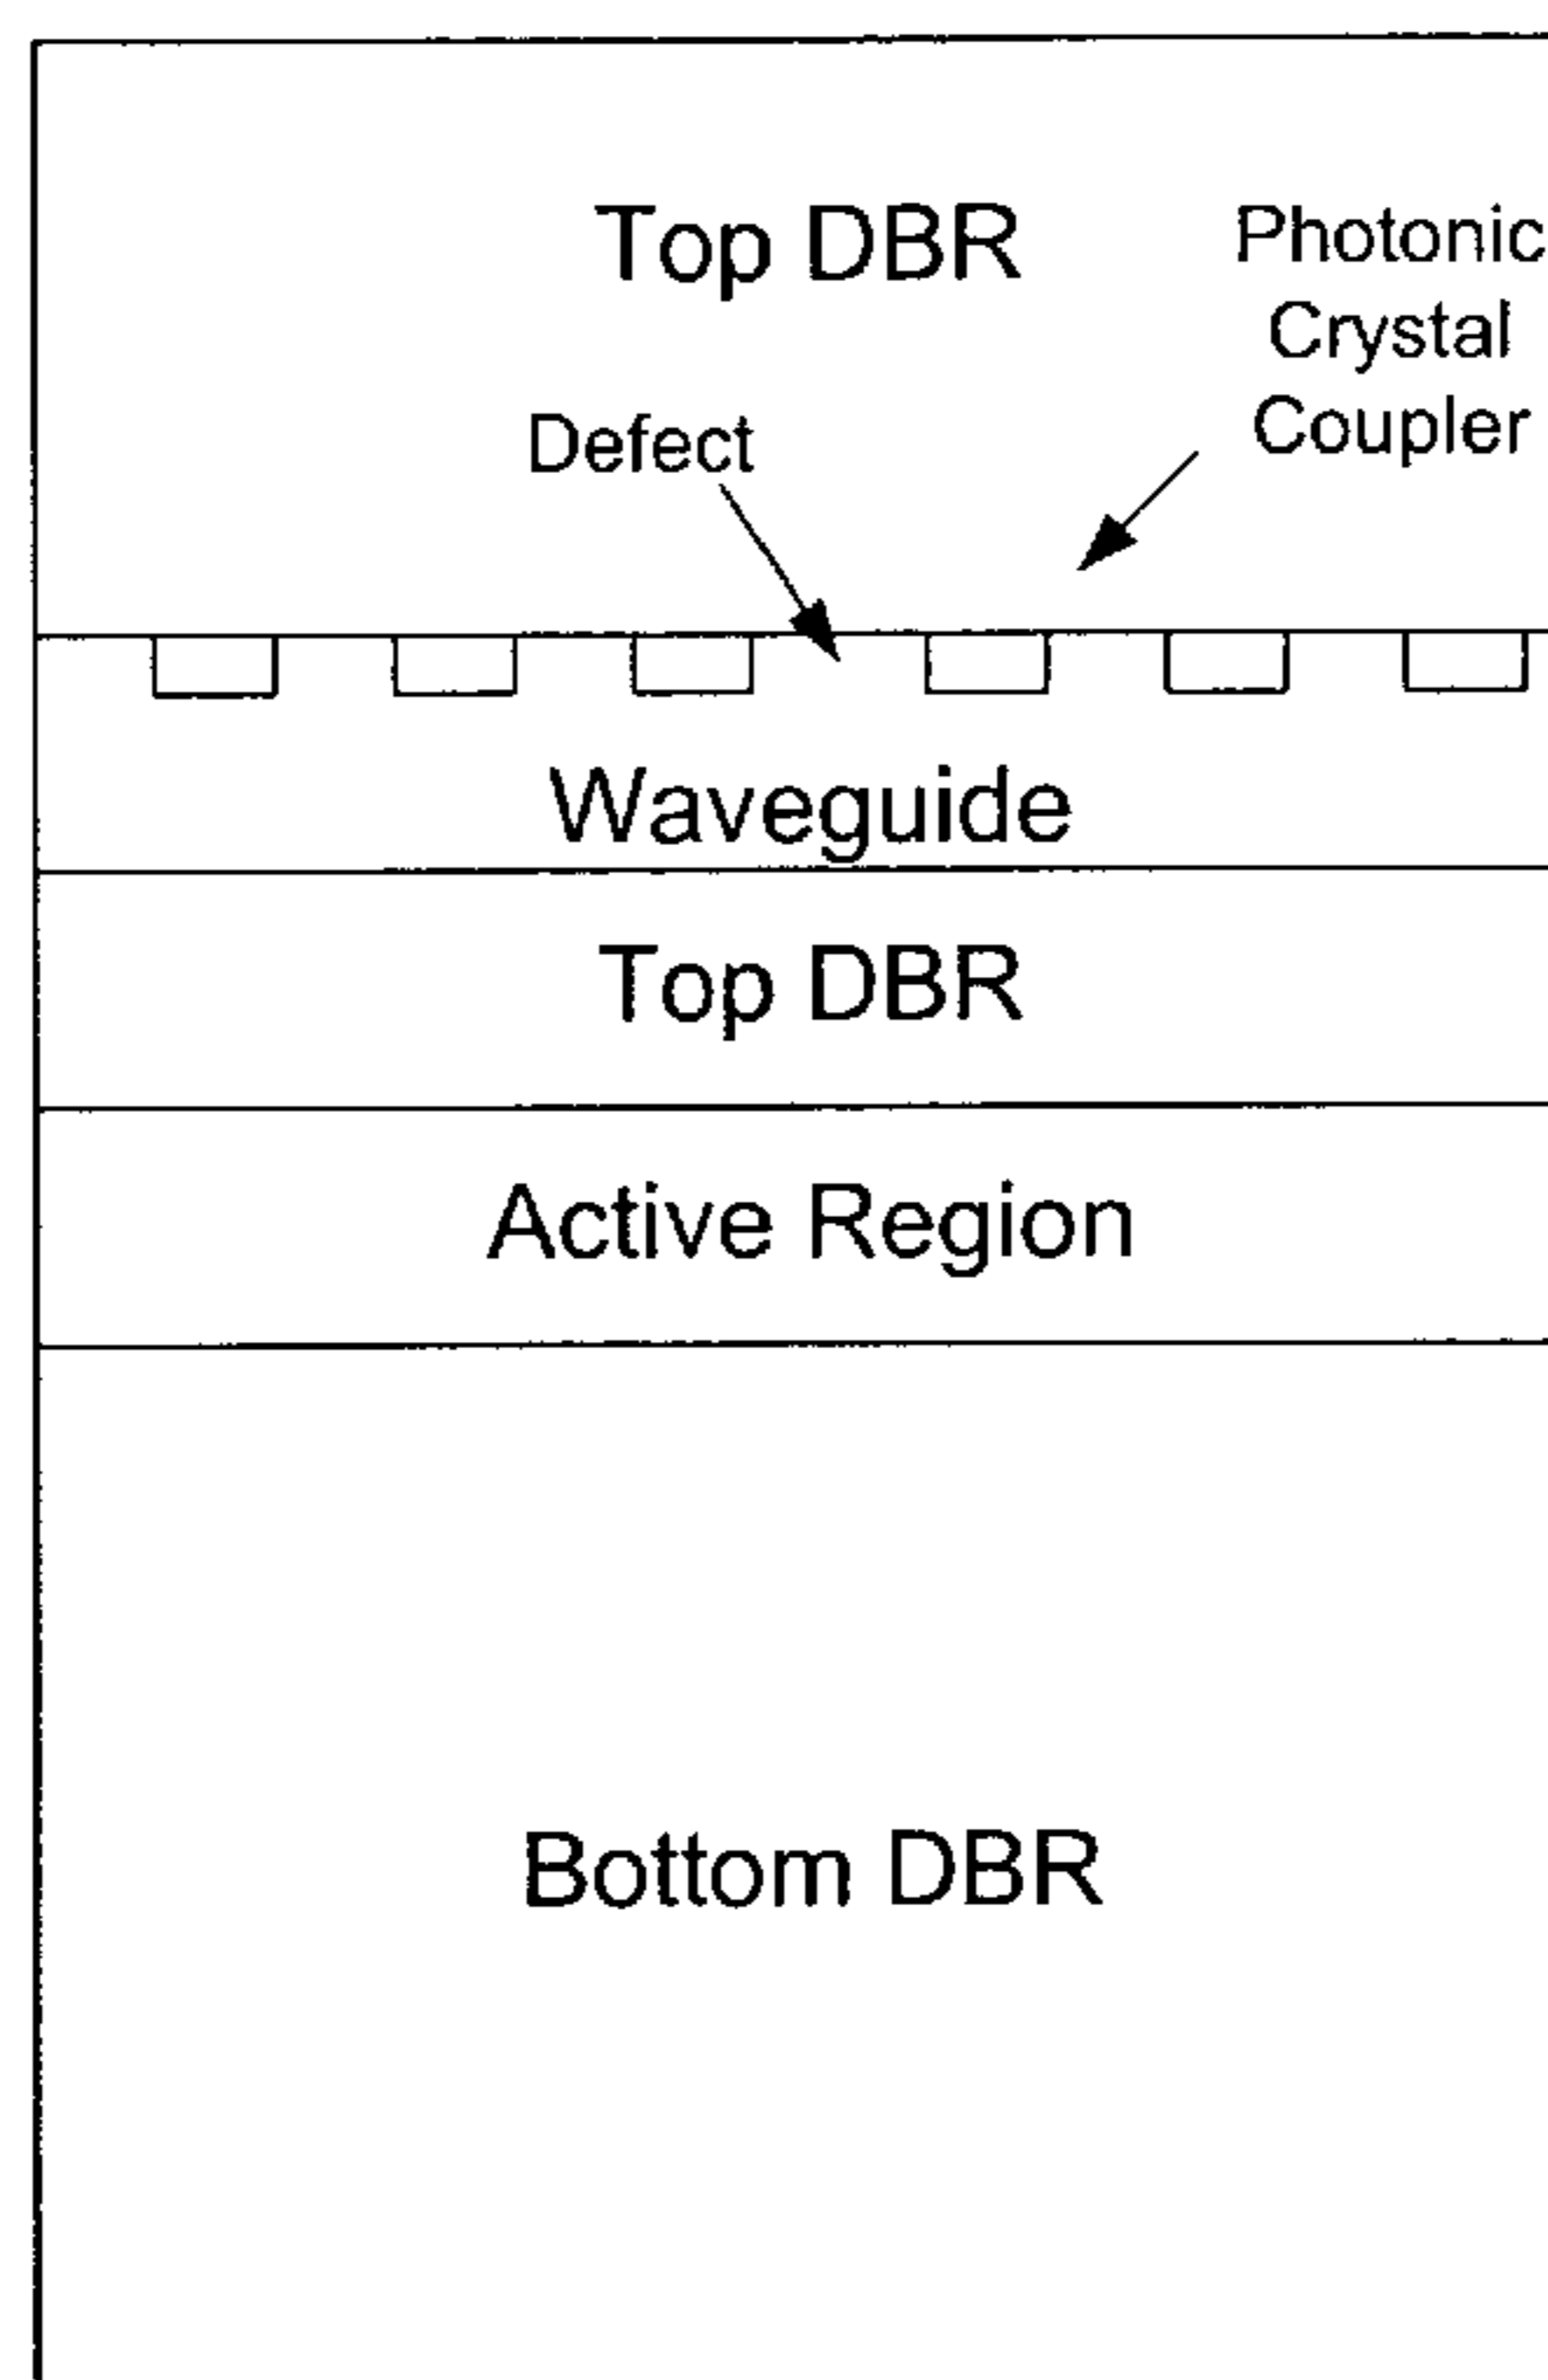 Top DBR
Photonic
Crystal
Coupler
Defect
Waveguide
Top DBR
Active Region
Bottom DBR